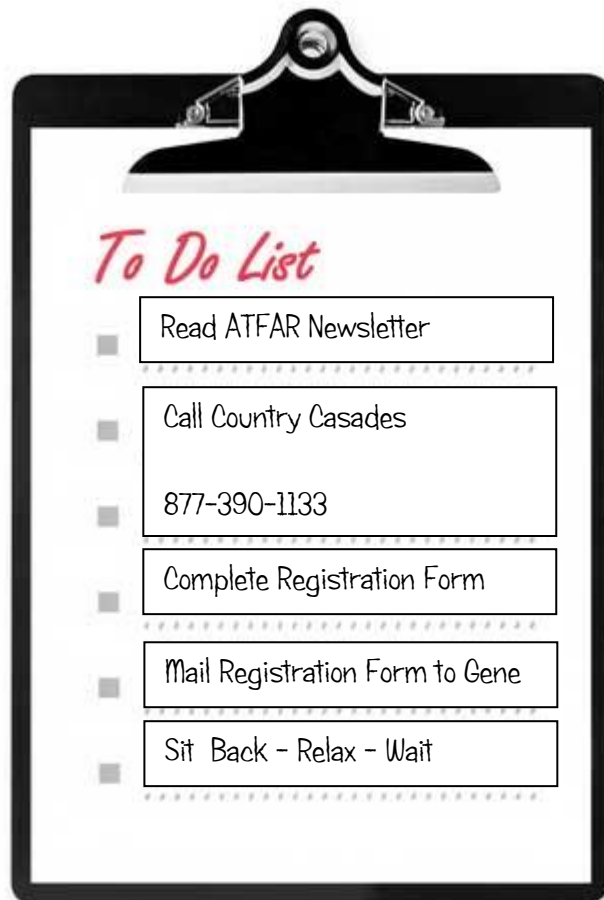 To Do List
Read ATFAR Newsletter
Call Country Casades
877-390-1133
Complete Registration Form
Mail Registration Form to Gene
Sit Back - Relax - Wait